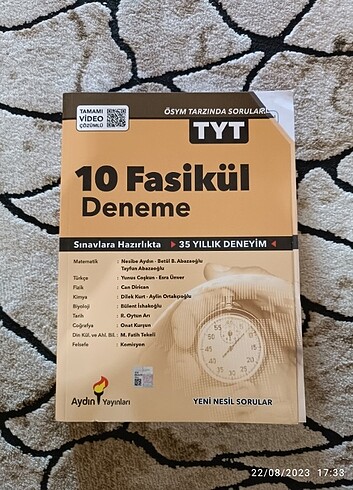 TAMAMI
VİDEO
ÇÖZÜMLÜ
ÖSYM TARZINDA SORULAR
TYT
10 Fasikül
Deneme
Sınavlara Hazırlıkta ▶ 35 YILLIK DENEYİM ◀
Matematik : Nesibe Aydın - Betül B. Abazaoğlu
Tayfun Abazaoğlu
Türkçe : Yunus Coşkun - Esra Ünver
Fizik : Can Dirican
Kimya : Dilek Kurt - Aylin Ortakçıoğlu
Biyoloji : Bülent İshakoğlu
Tarih : R. Oytun Arı
Coğrafya : Onat Kurşun
Din Kül. ve Ahl. Bil. : M. Fatih Tekeli
Felsefe : Komisyon
Aydın Yayınları
YENİ NESİL SORULAR
22/08/2023 17:33